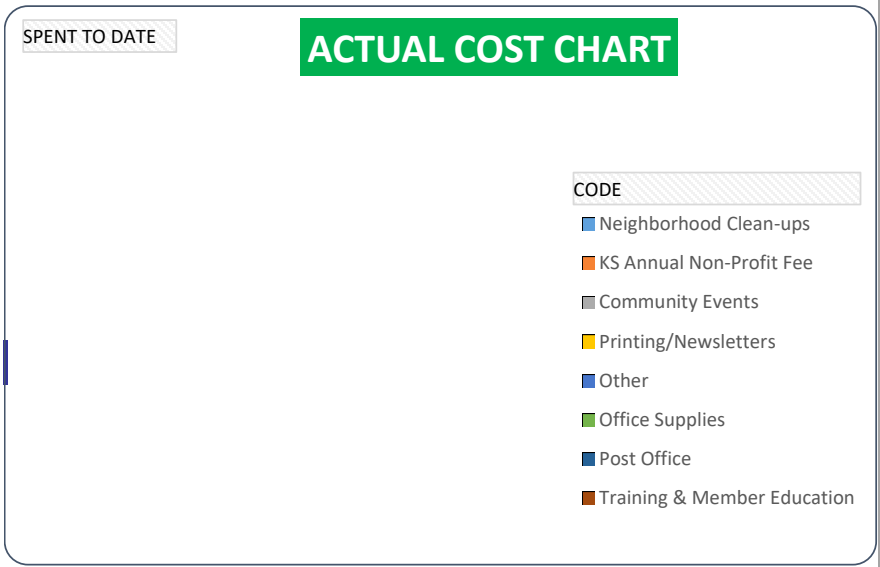 SPENT TO DATE
ACTUAL COST CHART
CODE
Neighborhood Clean-ups
KS Annual Non-Profit Fee
Community Events
Printing/Newsletters
Other
Office Supplies
Post Office
Training & Member Education